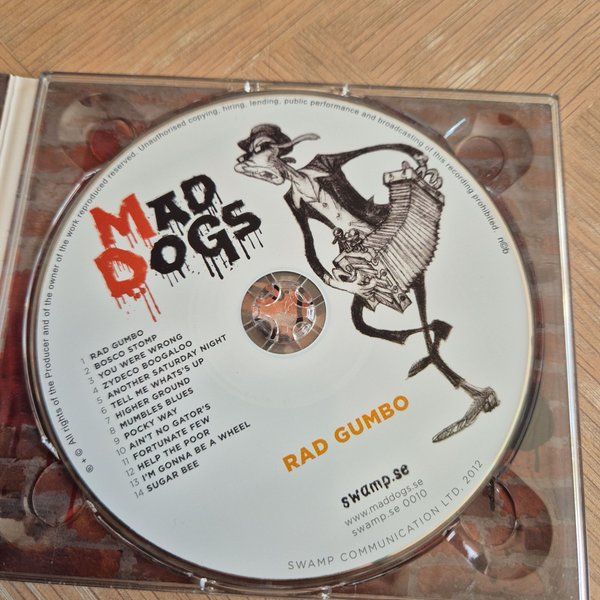 ℗ + © All rights of the Producer and of the owner of the work reproduced reserved. Unauthorised copying, hiring, lending, public performance and broadcasting of this recording prohibited. n©b
MAD
DOGS
1 RAD GUMBO
2 BOSCO STOMP
3 YOU WERE WRONG
4 ZYDECO BOOGALOO
5 ANOTHER SATURDAY NIGHT
6 TELL ME WHATS'S UP
7 HIGHER GROUND
8 MUMBLES BLUES
9 POCKY WAY
10 AIN'T NO GATOR'S
11 FORTUNATE FEW
12 HELP THE POOR
13 I'M GONNA BE A WHEEL
14 SUGAR BEE
RAD GUMBO
swamp.se
www.maddogs.se
swamp.se 0010
SWAMP COMMUNICATION LTD. 2012